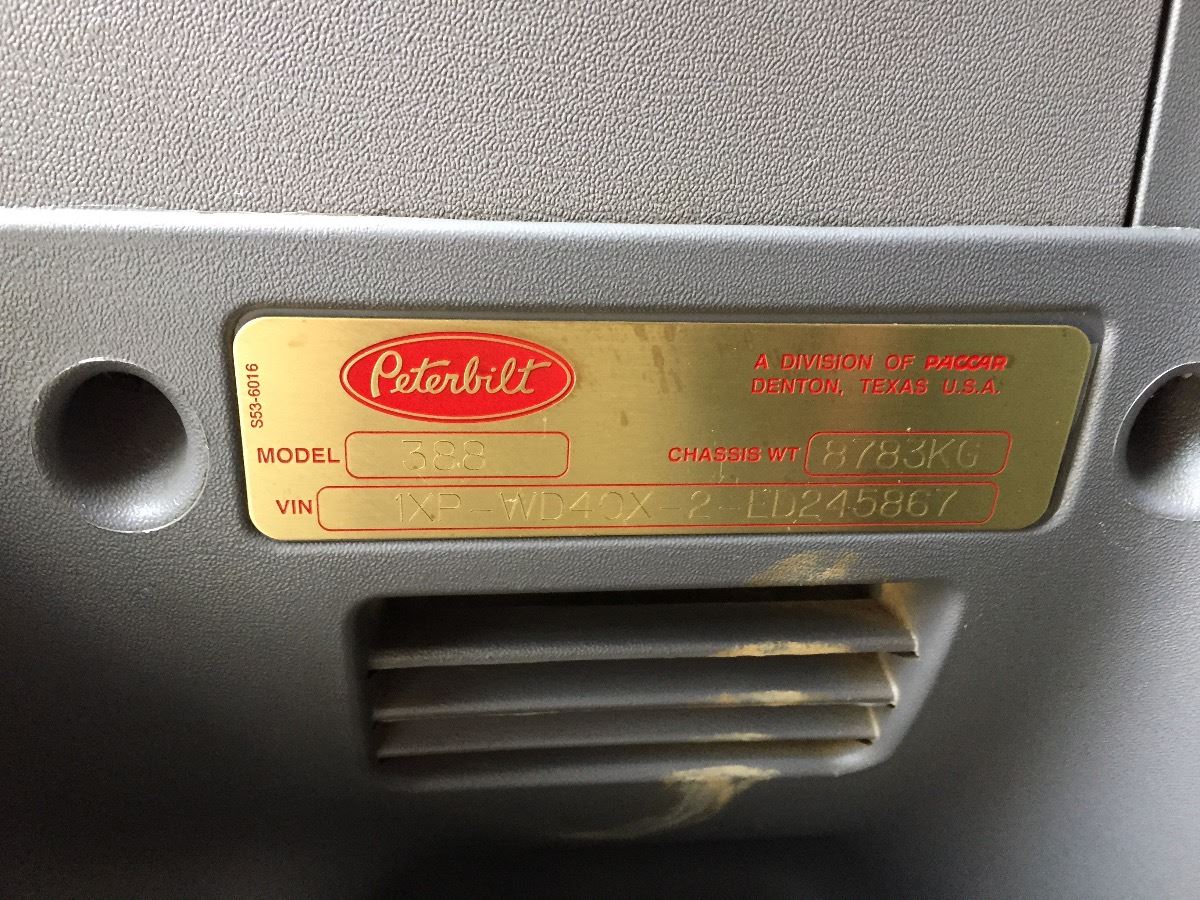 S53-6016
Peterbilt
A DIVISION OF PACCAR
DENTON, TEXAS U.S.A.
MODEL 388 CHASSIS WT 8783KG
VIN 1XP-WD40X-2-ED245867